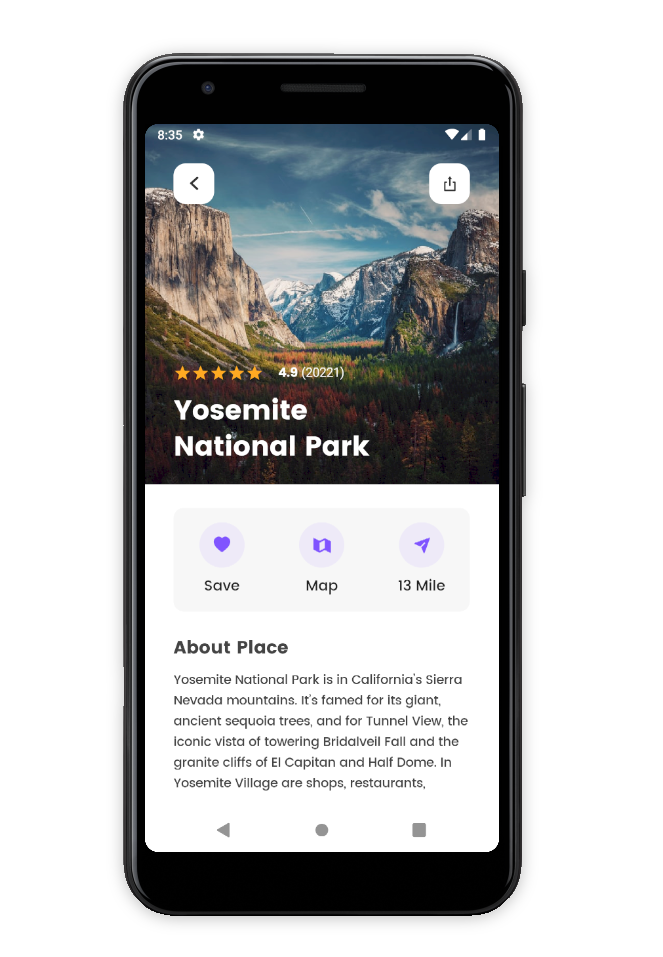 8:35
4.9 (20221)
Yosemite
National Park
Save
Map
13 Mile
About Place
Yosemite National Park is in California's Sierra
Nevada mountains. It's famed for its giant,
ancient sequoia trees, and for Tunnel View, the
iconic vista of towering Bridalveil Fall and the
granite cliffs of El Capitan and Half Dome. In
Yosemite Village are shops, restaurants,